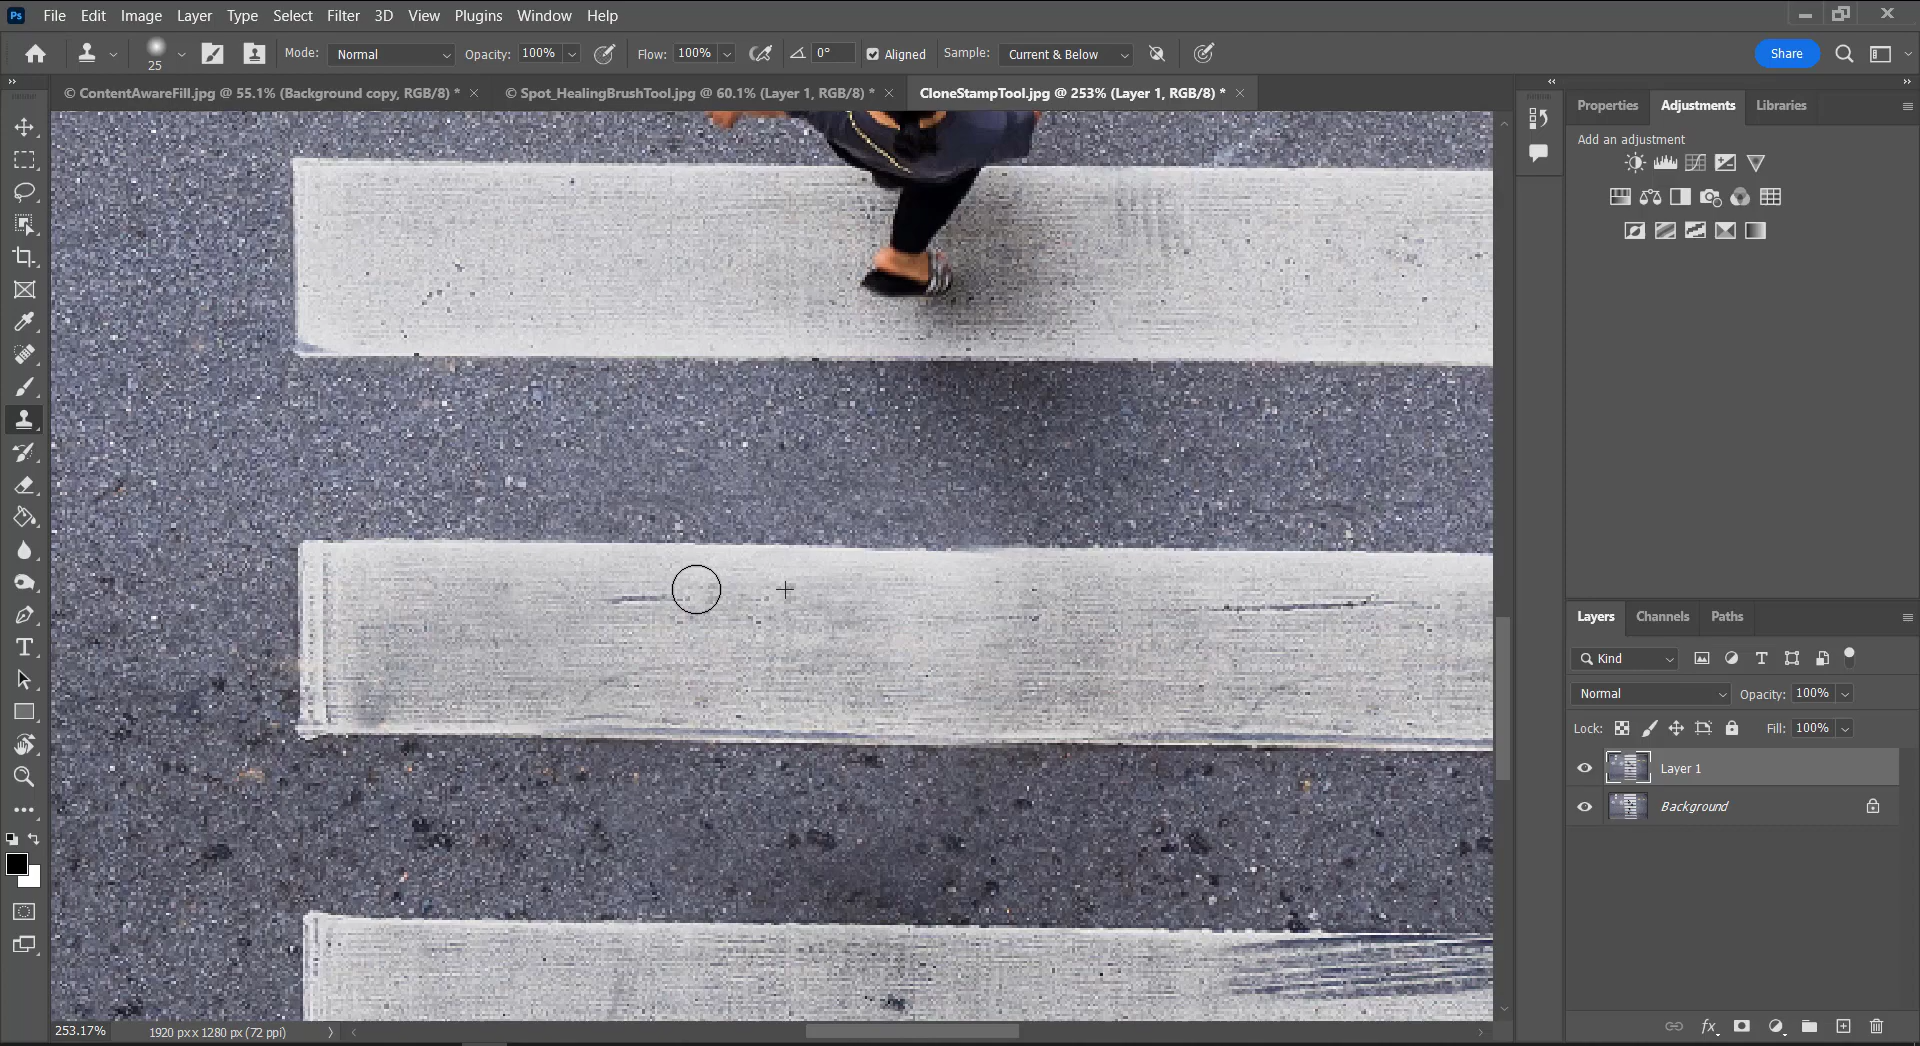 Ps File Edit Image Layer Type Select Filter 3D View Plugins Window Help
25 Mode: Normal Opacity: 100% Flow: 100% 0° Aligned Sample: Current & Below Share
© ContentAwareFill.jpg @ 55.1% (Background copy, RGB/8) * × © Spot_HealingBrushTool.jpg @ 60.1% (Layer 1, RGB/8) * × CloneStampTool.jpg @ 253% (Layer 1, RGB/8) * ×
Properties Adjustments Libraries
Add an adjustment
Layers Channels Paths
Kind
Normal Opacity: 100%
Lock: Fill: 100%
Layer 1
Background
253.17% 1920 px x 1280 px (72 ppi)